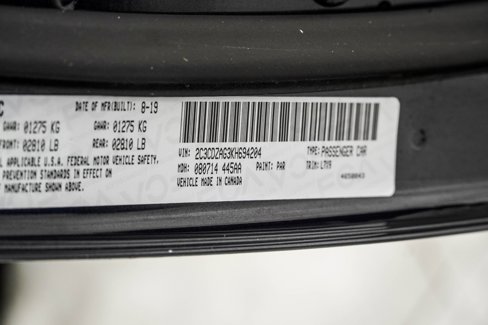 C DATE OF MFR(BUILT): 8-19
GAWR: 01275 KG GAWR: 01275 KG
FRONT: 02810 LB REAR: 02810 LB
ALL APPLICABLE U.S.A. FEDERAL MOTOR VEHICLE SAFETY,
PREVENTION STANDARDS IN EFFECT ON
MANUFACTURE SHOWN ABOVE.
VIN: 2C3CDZAG3KH694204 TYPE: PASSENGER CAR
MDH: 080714 445AA PAINT: PAR TRIM: L7X9
VEHICLE MADE IN CANADA